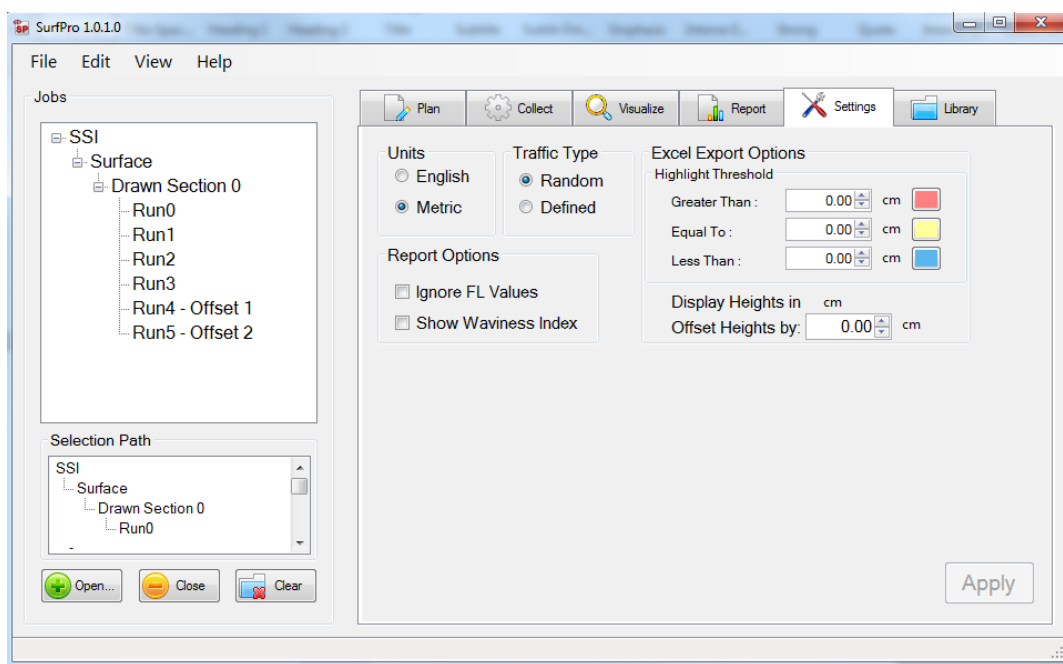 SurfPro 1.0.1.0
File Edit View Help
Jobs
SSI
Surface
Drawn Section 0
Run0
Run1
Run2
Run3
Run4 - Offset 1
Run5 - Offset 2
Selection Path
SSI
Surface
Drawn Section 0
Run0
Open... Close Clear
Plan Collect Visualize Report Settings Library
Units
English
Metric
Traffic Type
Random
Defined
Report Options
Ignore FL Values
Show Waviness Index
Excel Export Options
Highlight Threshold
Greater Than : 0.00 cm
Equal To : 0.00 cm
Less Than : 0.00 cm
Display Heights in cm
Offset Heights by: 0.00 cm
Apply